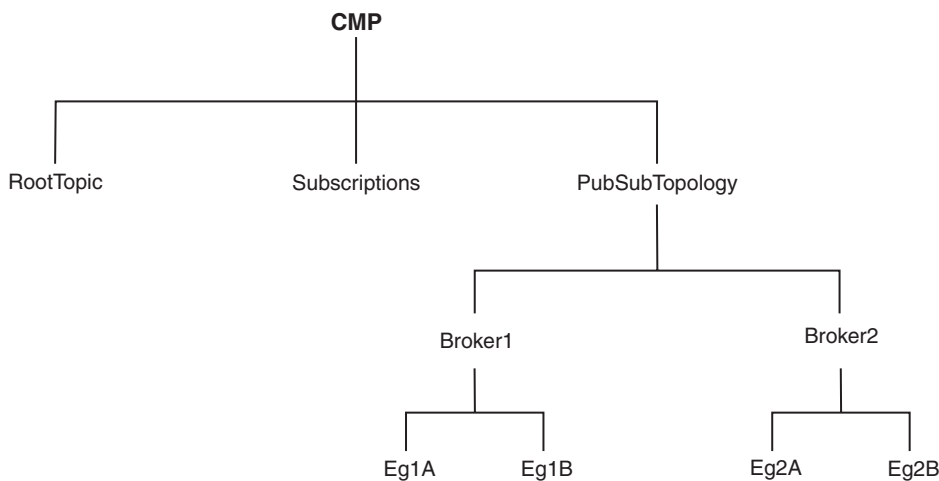 CMP
RootTopic
Subscriptions
PubSubTopology
Broker1
Broker2
Eg1A
Eg1B
Eg2A
Eg2B